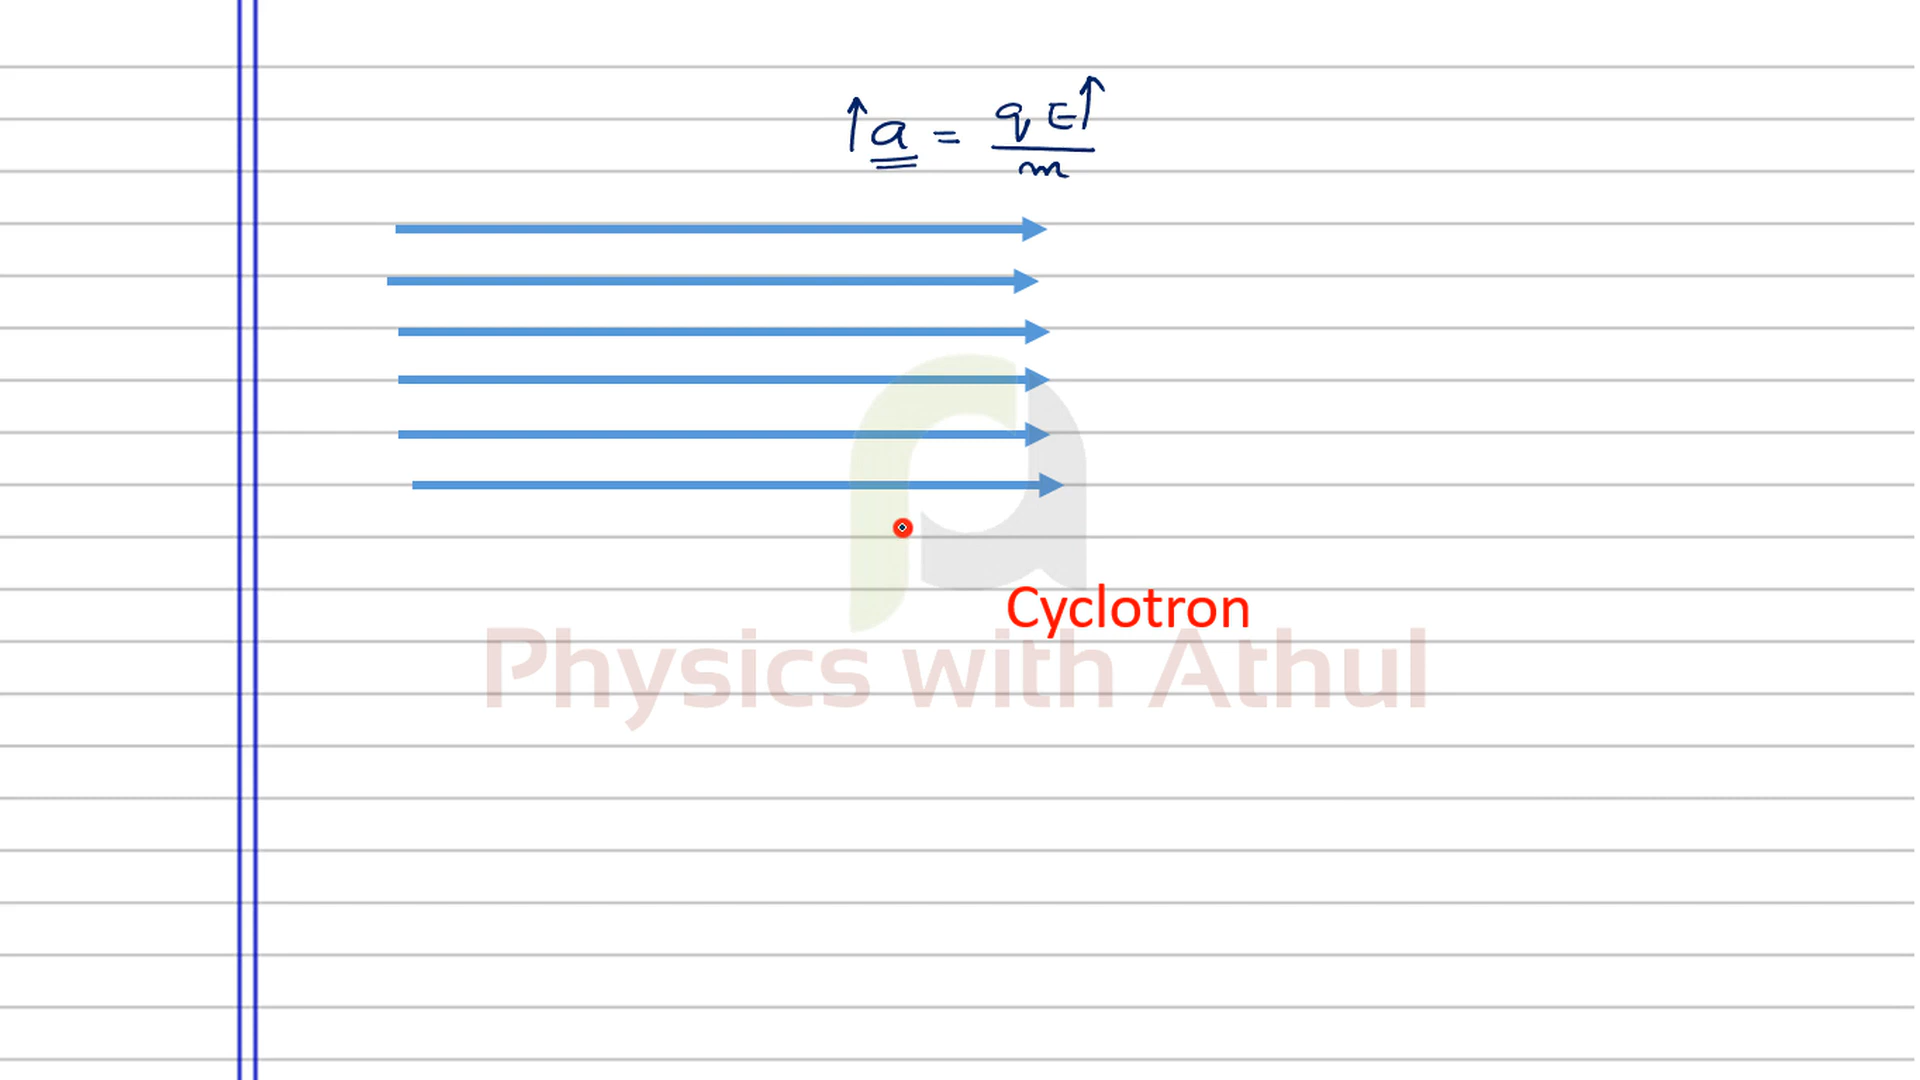 ↑a = qE↑/m
Cyclotron
Physics with Athul